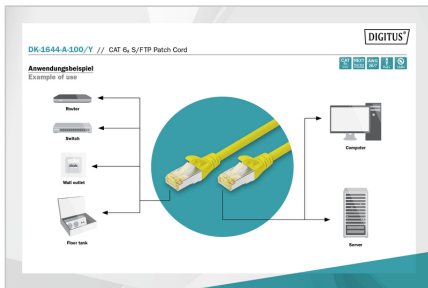 DIGITUS®
DK-1644-A-100/Y // CAT 6A S/FTP Patch Cord
Anwendungsbeispiel
Example of use
Router
Switch
Wall outlet
Floor tank
Computer
Server